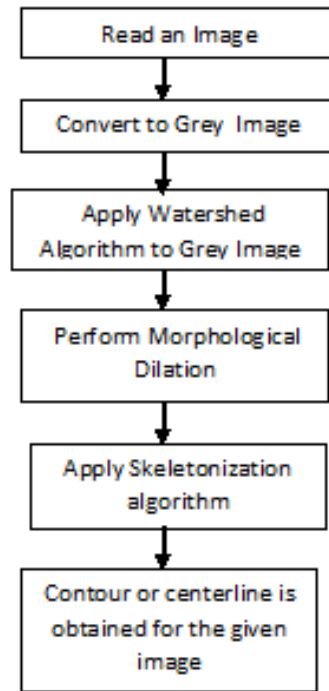 Read an Image
Convert to Grey Image
Apply Watershed
Algorithm to Grey Image
Perform Morphological
Dilation
Apply Skeletonization
algorithm
Contour or centerline is
obtained for the given
image